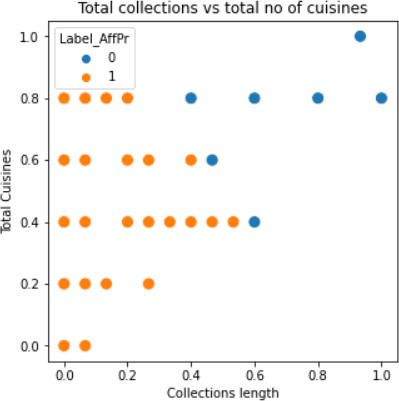 Total collections vs total no of cuisines
Label_AffPr
0
1
1.0
0.8
0.6
0.4
0.2
0.0
Total Cuisines
0.0 0.2 0.4 0.6 0.8 1.0
Collections length